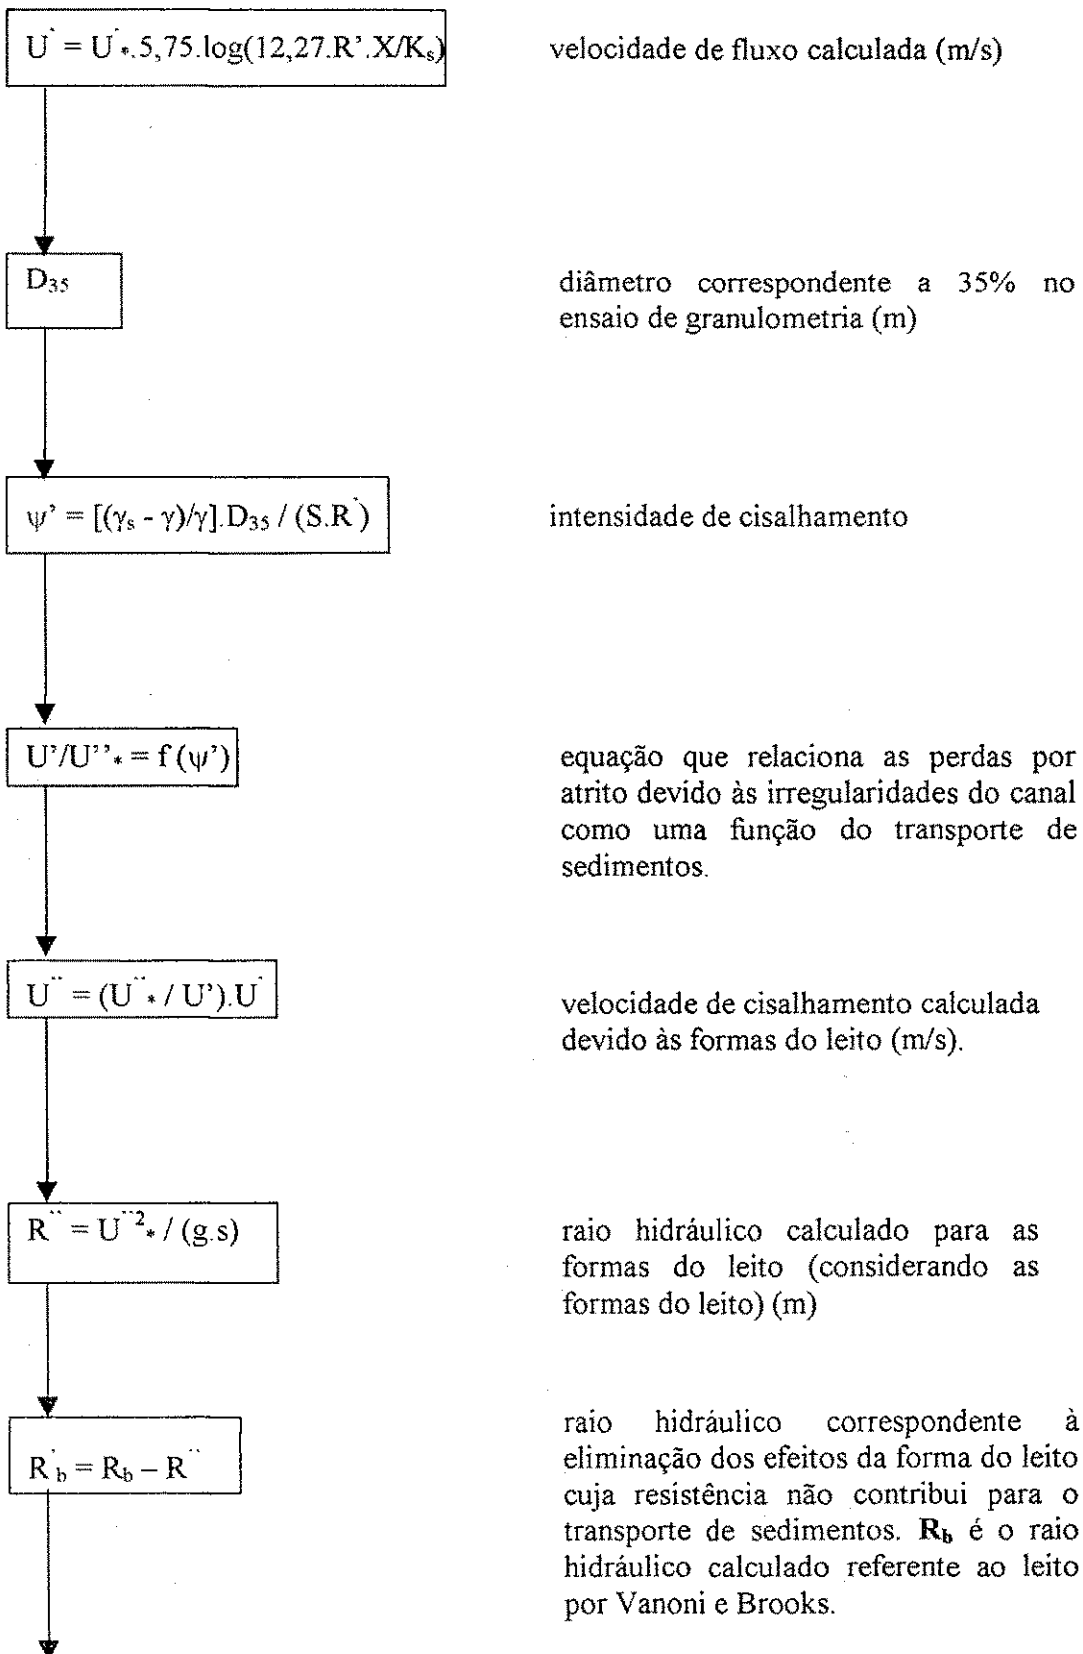 U` = U`*.5,75.log(12,27.R’.X/Kₛ)
velocidade de fluxo calculada (m/s)
D₃₅
diâmetro correspondente a 35% no
ensaio de granulometria (m)
ψ’ = [(γₛ - γ)/γ].D₃₅ / (S.R`)
intensidade de cisalhamento
U’/U’’* = f (ψ’)
equação que relaciona as perdas por
atrito devido às irregularidades do canal
como uma função do transporte de
sedimentos.
U`` = (U``* / U’).U`
velocidade de cisalhamento calculada
devido às formas do leito (m/s).
R`` = U``²* / (g.s)
raio hidráulico calculado para as
formas do leito (considerando as
formas do leito) (m)
R`b = Rb – R``
raio hidráulico correspondente à
eliminação dos efeitos da forma do leito
cuja resistência não contribui para o
transporte de sedimentos. Rb é o raio
hidráulico calculado referente ao leito
por Vanoni e Brooks.